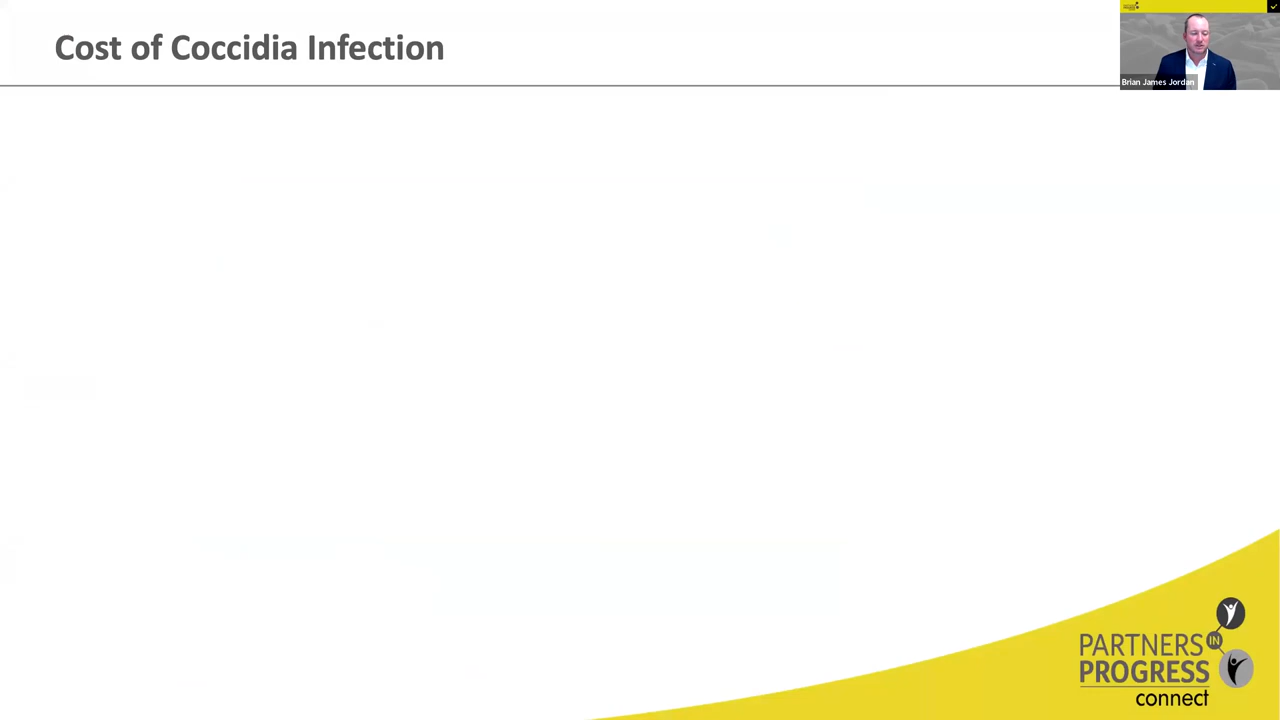 Cost of Coccidia Infection
Brian James Jordan
PARTNERS
IN
PROGRESS
connect